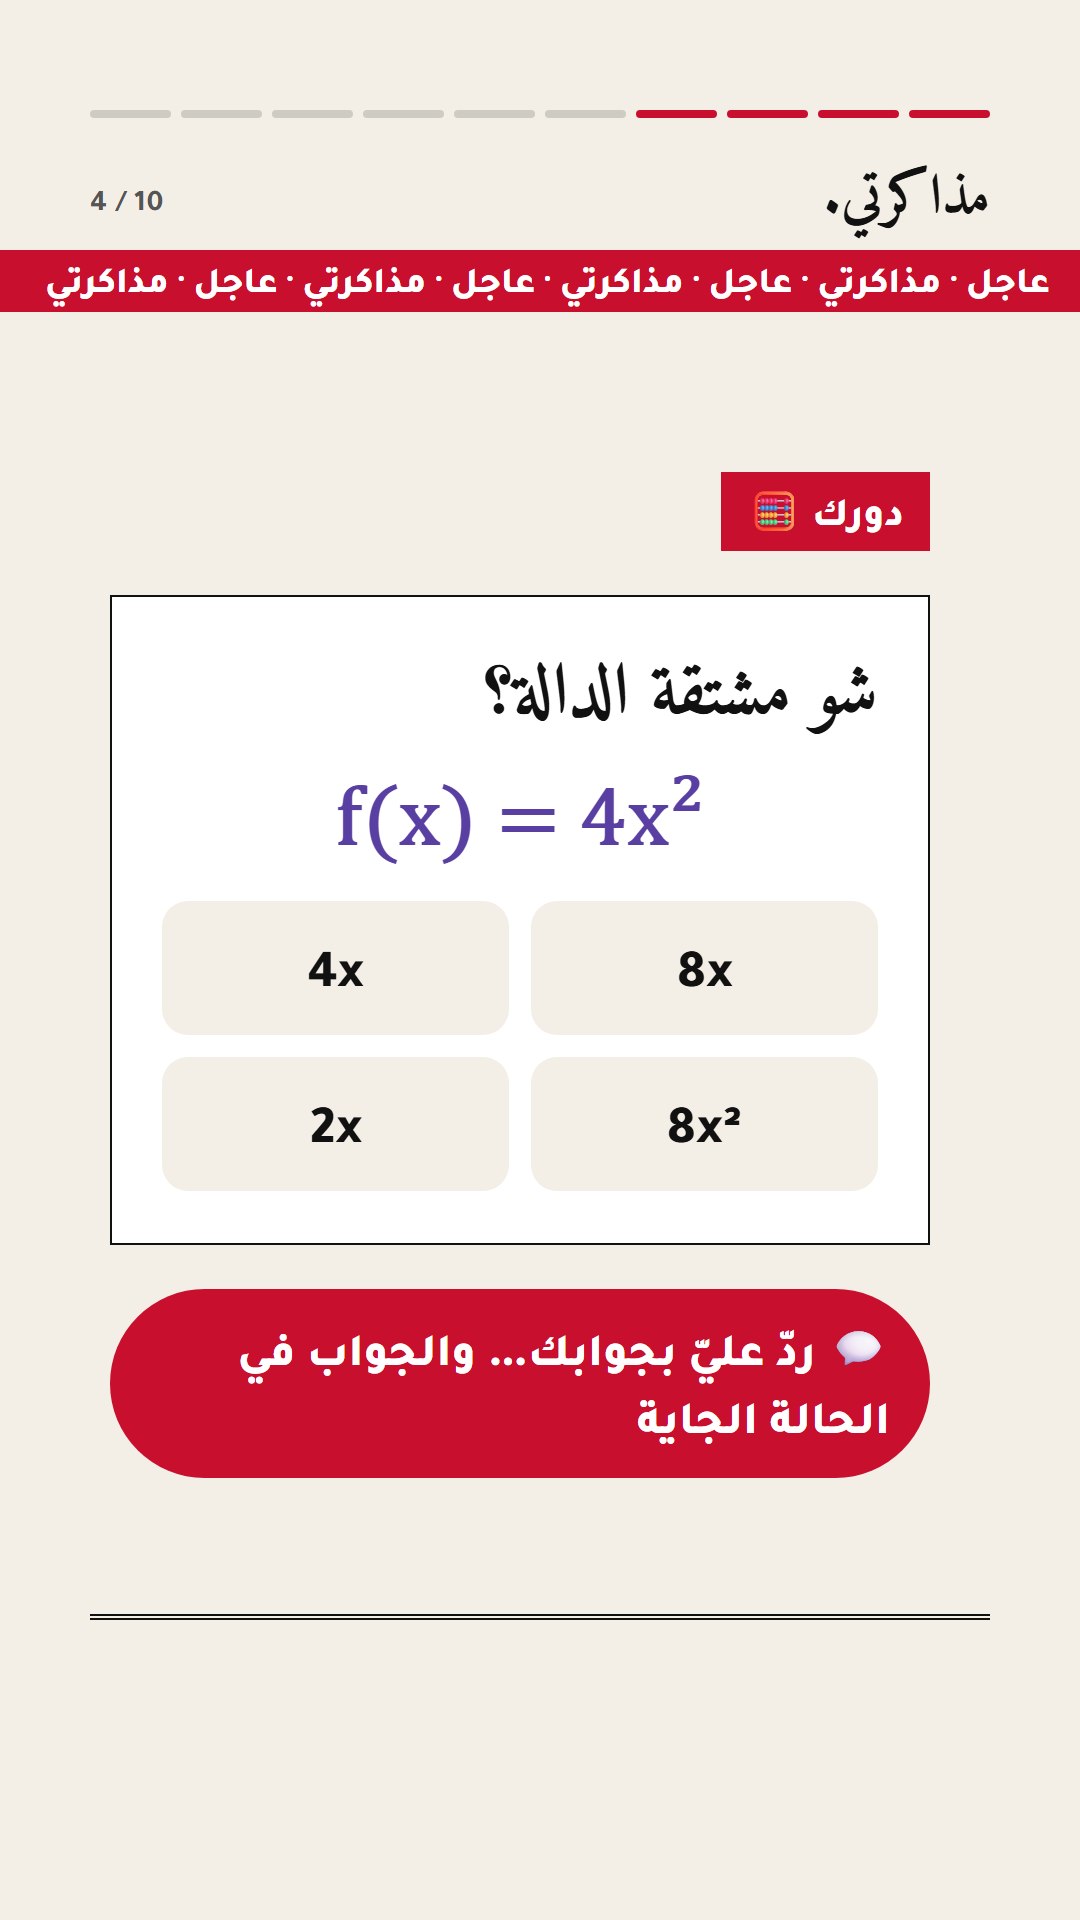 مذاكرتي.
4 / 10
عاجل · مذاكرتي · عاجل · مذاكرتي · عاجل · مذاكرتي · عاجل · مذاكرتي
دورك 🧮
شو مشتقة الدالة؟
f(x) = 4x²
8x
4x
8x²
2x
💬 ردّ عليّ بجوابك... والجواب في
الحالة الجاية